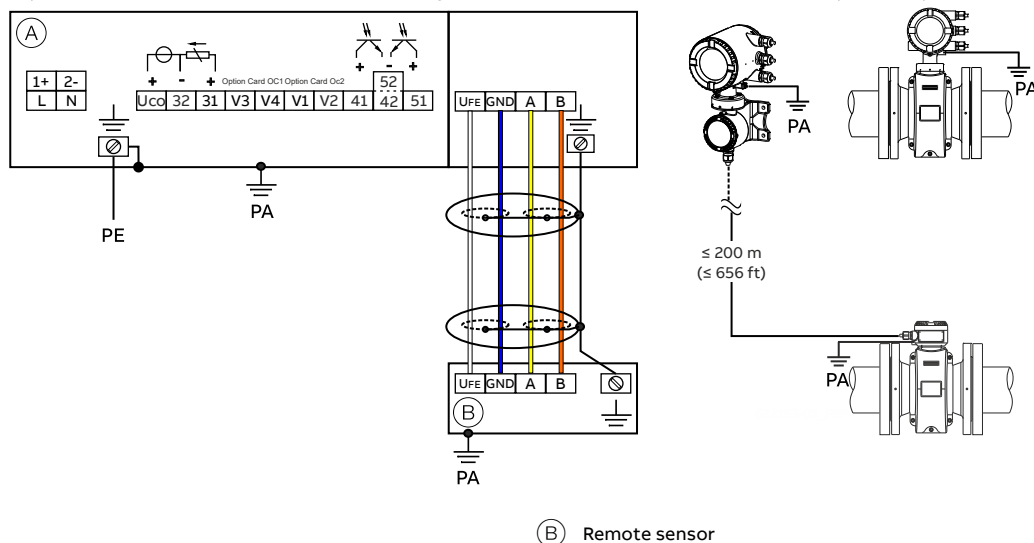 A
+ - +
Option Card OC1 Option Card Oc2
+ - +
1+ 2-
L N
52
Uco 32 31 V3 V4 V1 V2 41 42 51
UFE GND A B
PE
PA
UFE GND A B
B
PA
PA
PA
≤ 200 m
(≤ 656 ft)
PA
B Remote sensor